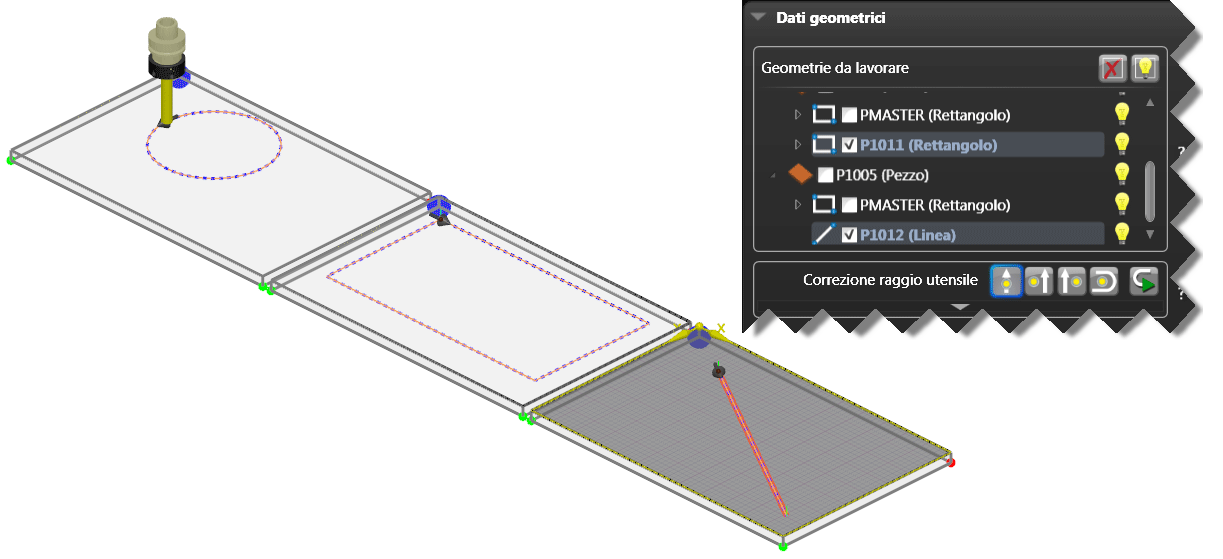 Dati geometrici
Geometrie da lavorare
PMASTER (Rettangolo)
P1011 (Rettangolo)
?
P1005 (Pezzo)
PMASTER (Rettangolo)
P1012 (Linea)
Correzione raggio utensile
?
X